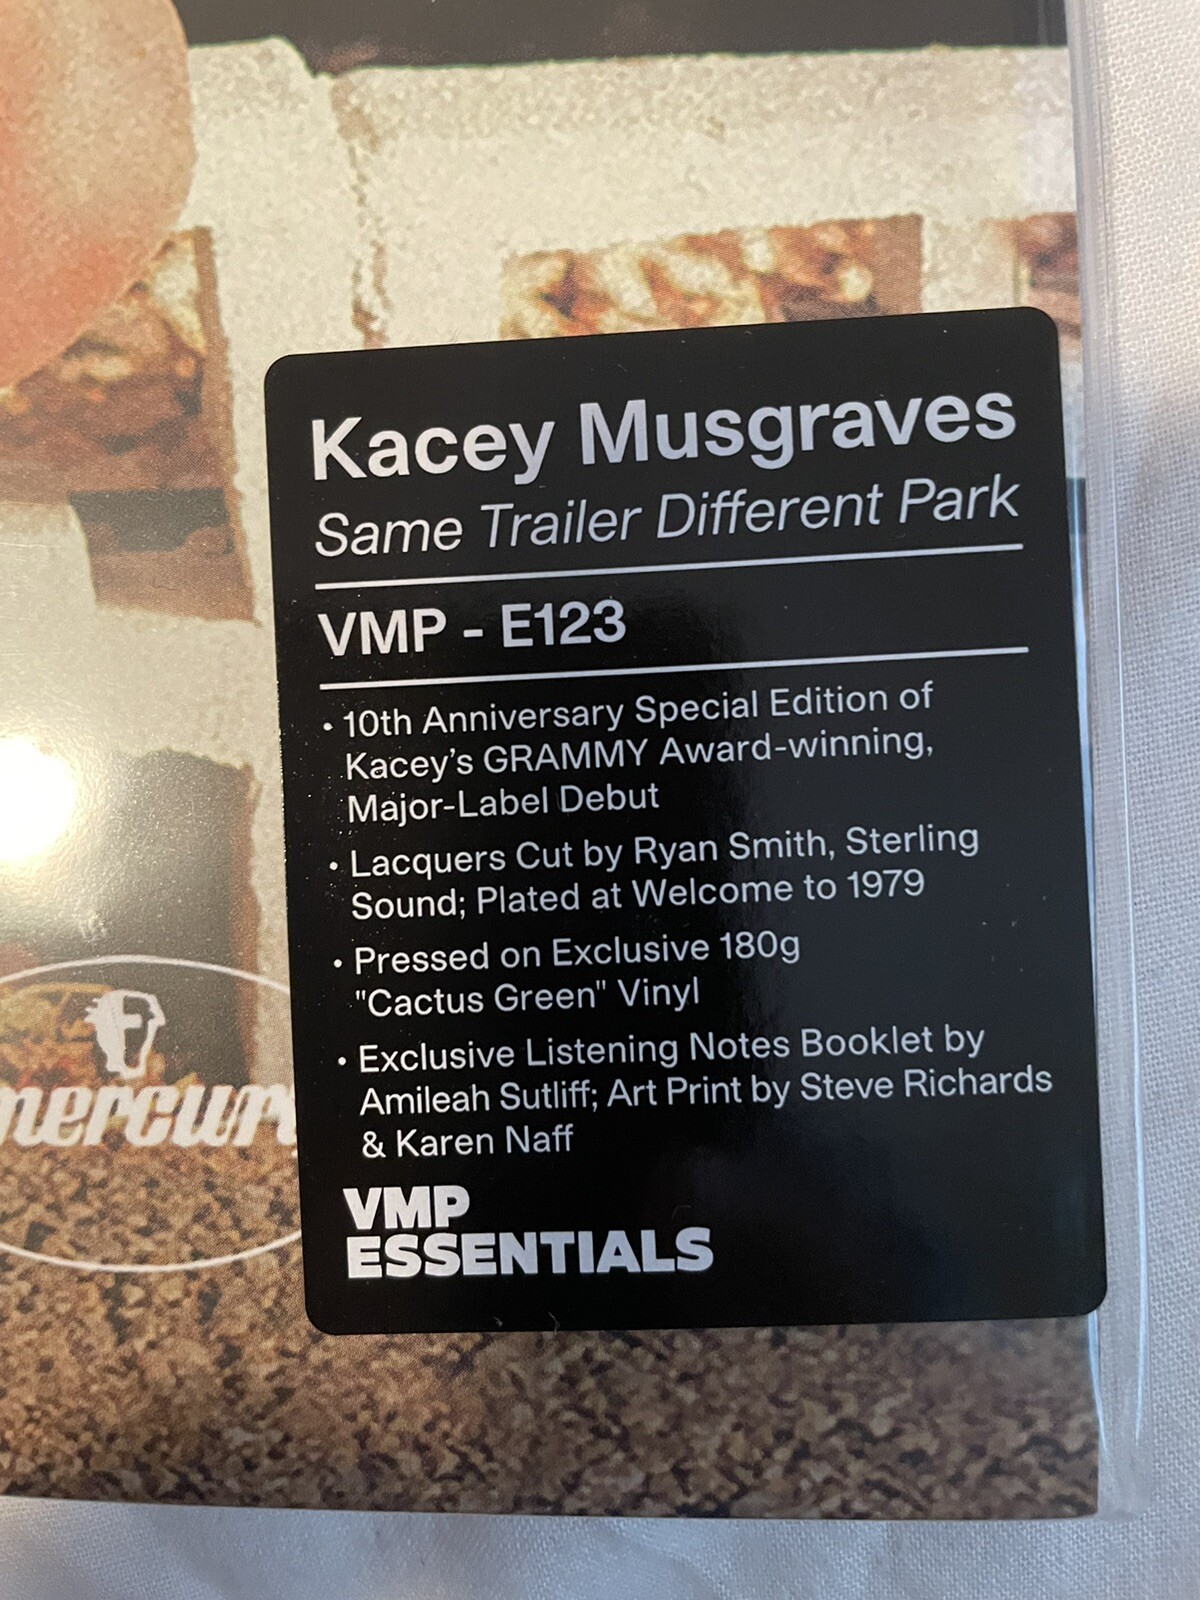 Kacey Musgraves
Same Trailer Different Park
VMP - E123
• 10th Anniversary Special Edition of
Kacey's GRAMMY Award-winning,
Major-Label Debut
• Lacquers Cut by Ryan Smith, Sterling
Sound; Plated at Welcome to 1979
• Pressed on Exclusive 180g
"Cactus Green" Vinyl
• Exclusive Listening Notes Booklet by
Amileah Sutliff; Art Print by Steve Richards
& Karen Naff
VMP
ESSENTIALS
mercur